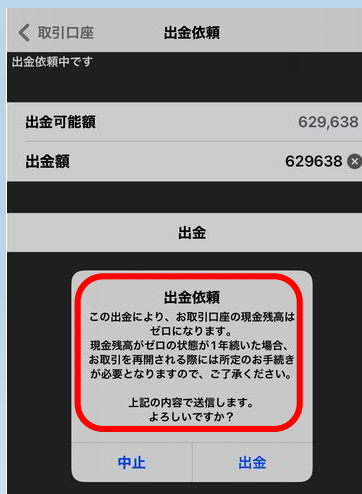 取引口座 出金依頼
出金依頼中です
出金可能額 629,638
出金額 629638
出金
出金依頼
この出金により、お取引口座の現金残高は
ゼロになります。
現金残高がゼロの状態が1年続いた場合、
お取引を再開される際には所定のお手続き
が必要となりますので、ご了承ください。
上記の内容で送信します。
よろしいですか？
中止 出金